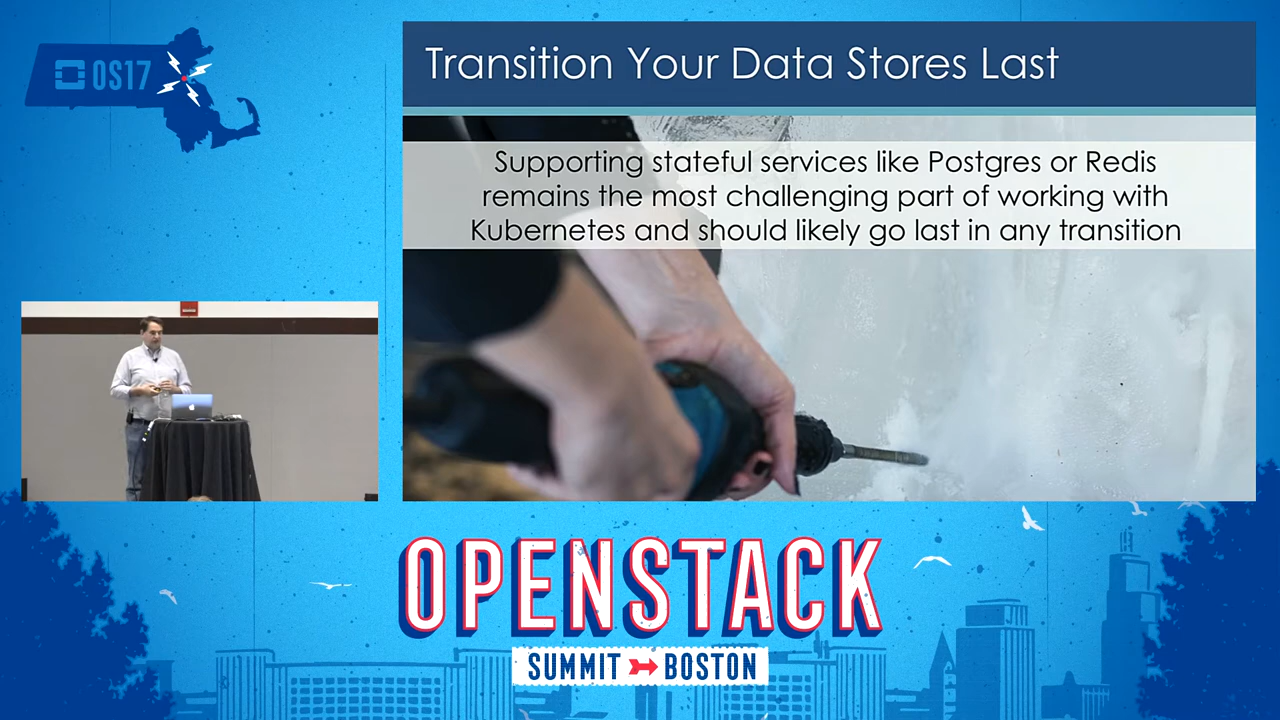 OS17
Transition Your Data Stores Last
Supporting stateful services like Postgres or Redis
remains the most challenging part of working with
Kubernetes and should likely go last in any transition
OPENSTACK
SUMMIT BOSTON